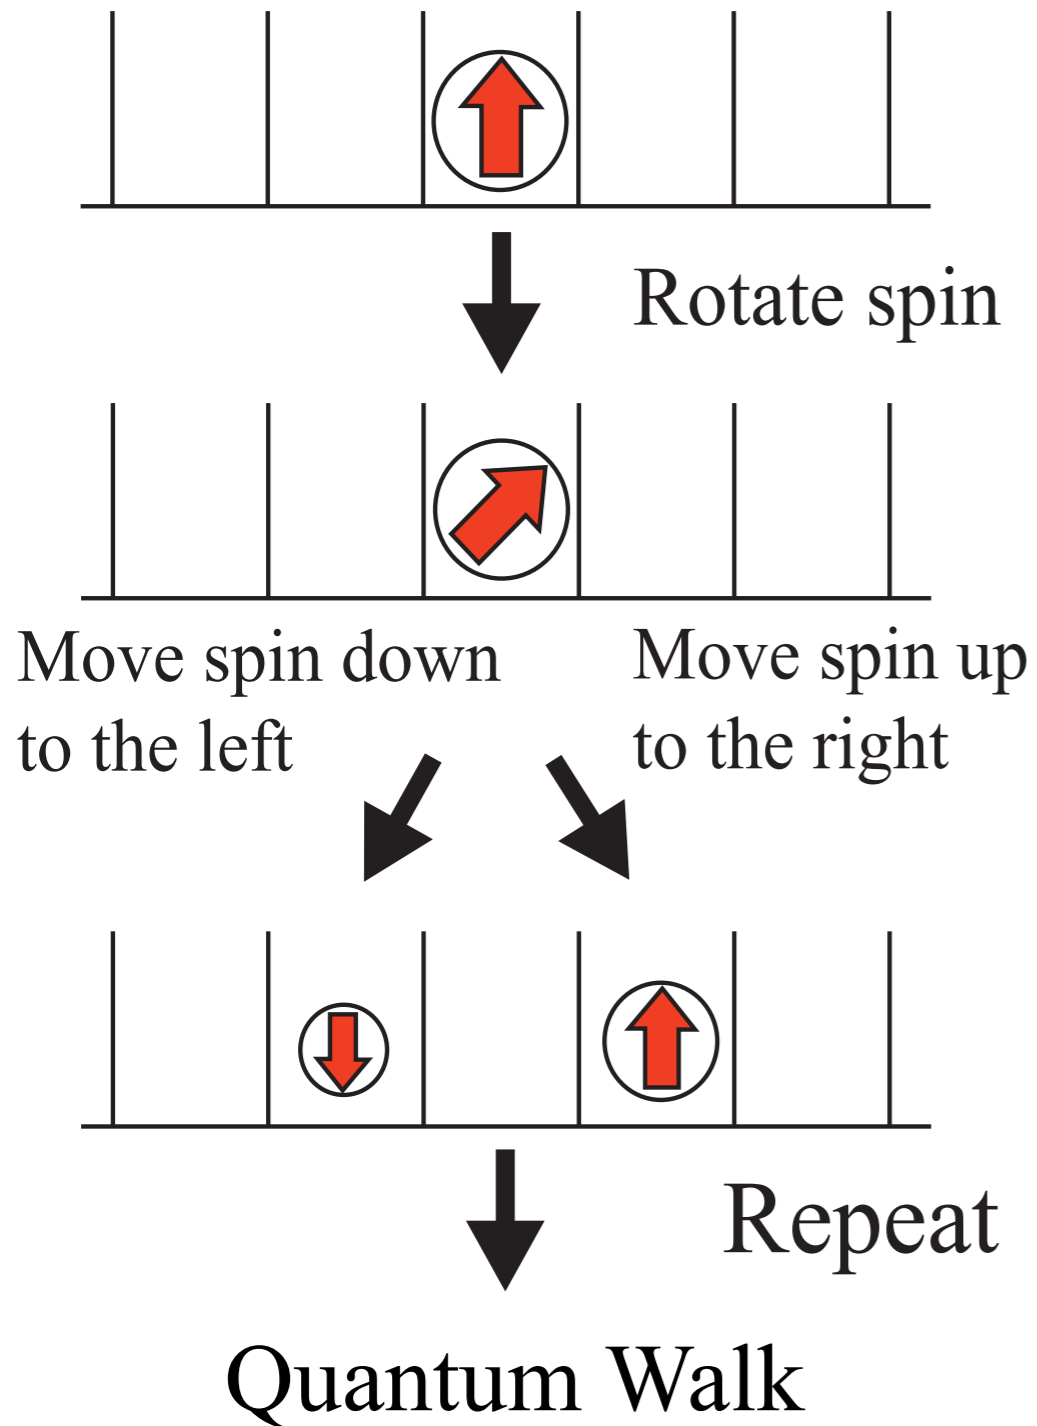 Rotate spin
Move spin down
to the left
Move spin up
to the right
Repeat
Quantum Walk